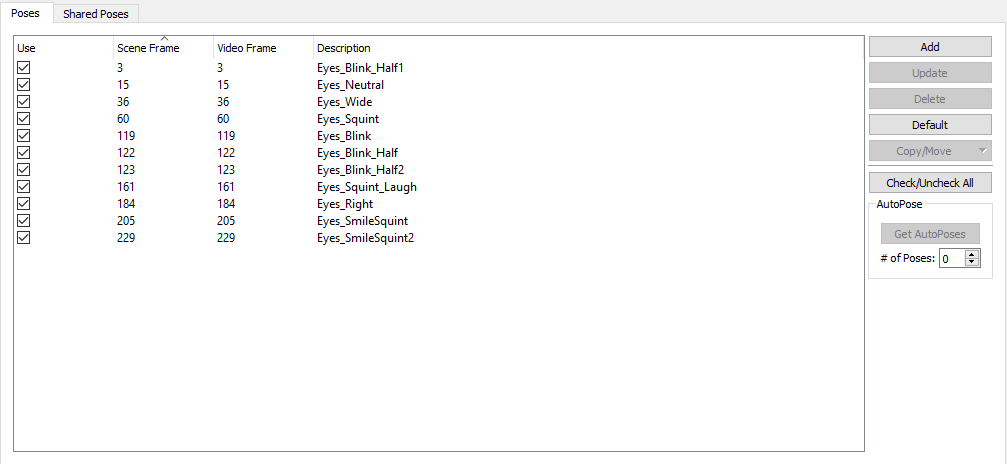 Poses Shared Poses
Use Scene Frame Video Frame Description
3 3 Eyes_Blink_Half1
15 15 Eyes_Neutral
36 36 Eyes_Wide
60 60 Eyes_Squint
119 119 Eyes_Blink
122 122 Eyes_Blink_Half
123 123 Eyes_Blink_Half2
161 161 Eyes_Squint_Laugh
184 184 Eyes_Right
205 205 Eyes_SmileSquint
229 229 Eyes_SmileSquint2
Add
Update
Delete
Default
Copy/Move
Check/Uncheck All
AutoPose
Get AutoPoses
# of Poses: 0